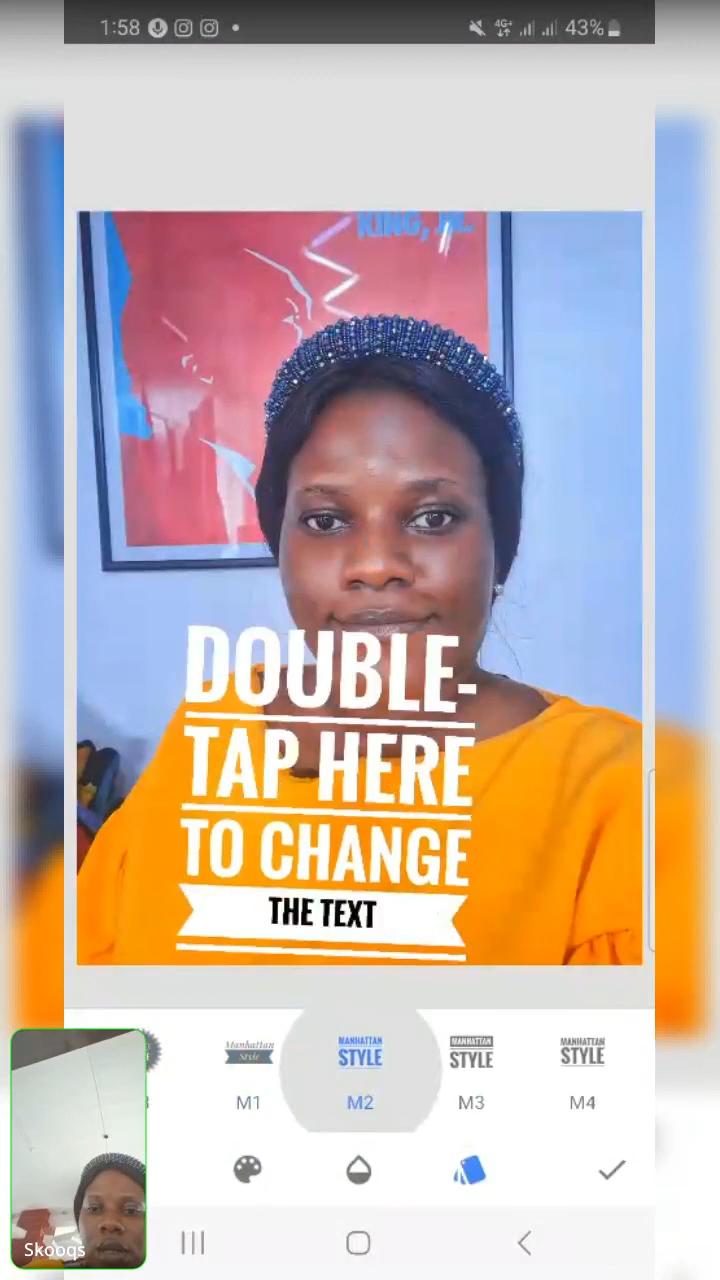 1:58
4G+
43%
KING, JR.
DOUBLE-
TAP HERE
TO CHANGE
THE TEXT
Manhattan
Style
MANHATTAN
STYLE
MANHATTAN
STYLE
MANHATTAN
STYLE
M1
M2
M3
M4
Skooqs